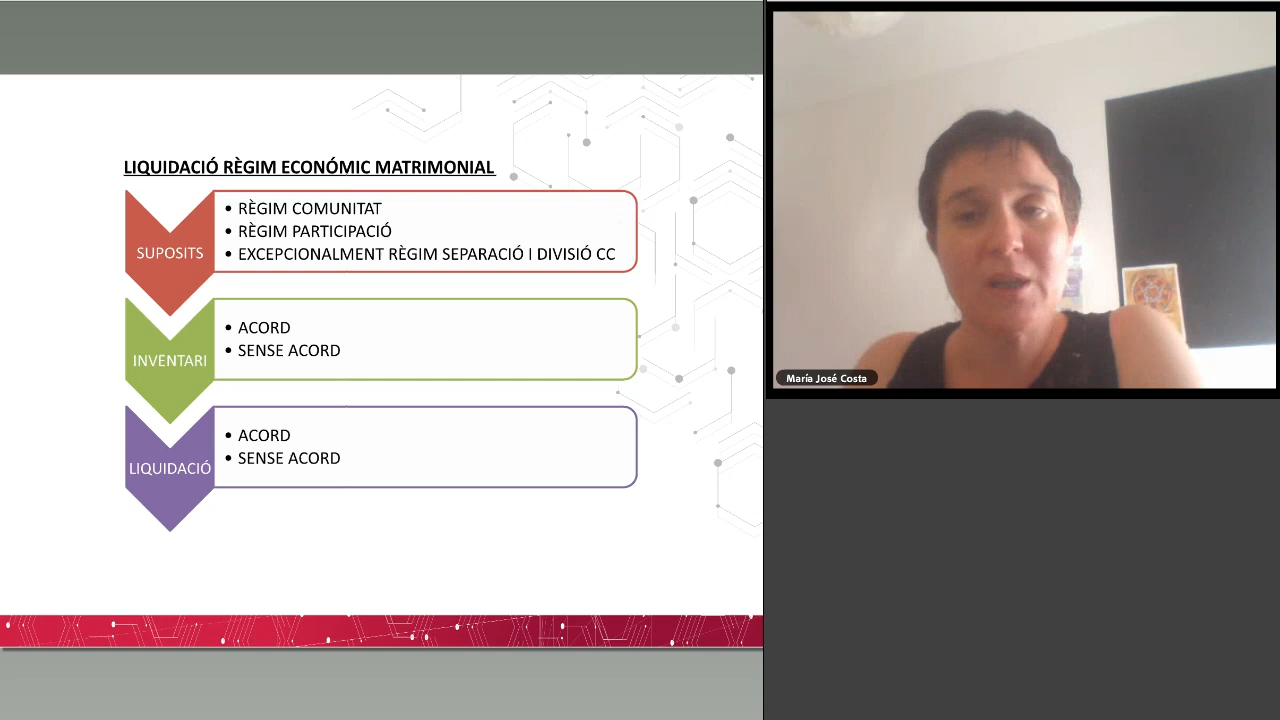 LIQUIDACIÓ RÈGIM ECONÓMIC MATRIMONIAL
SUPOSITS
• RÈGIM COMUNITAT
• RÈGIM PARTICIPACIÓ
• EXCEPCIONALMENT RÈGIM SEPARACIÓ I DIVISIÓ CC
INVENTARI
• ACORD
• SENSE ACORD
LIQUIDACIÓ
• ACORD
• SENSE ACORD
María José Costa